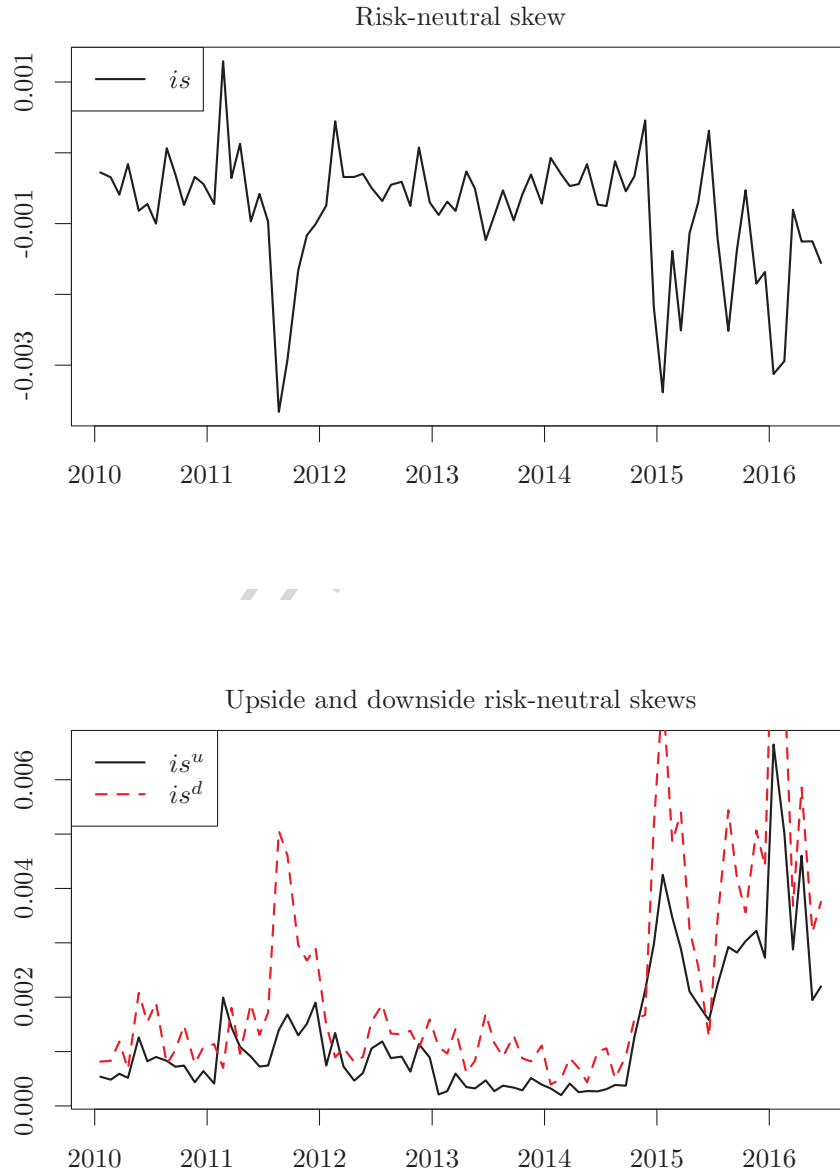 Risk-neutral skew
is
0.001
-0.001
-0.003
2010 2011 2012 2013 2014 2015 2016
Upside and downside risk-neutral skews
is^u
is^d
0.006
0.004
0.002
0.000
2010 2011 2012 2013 2014 2015 2016